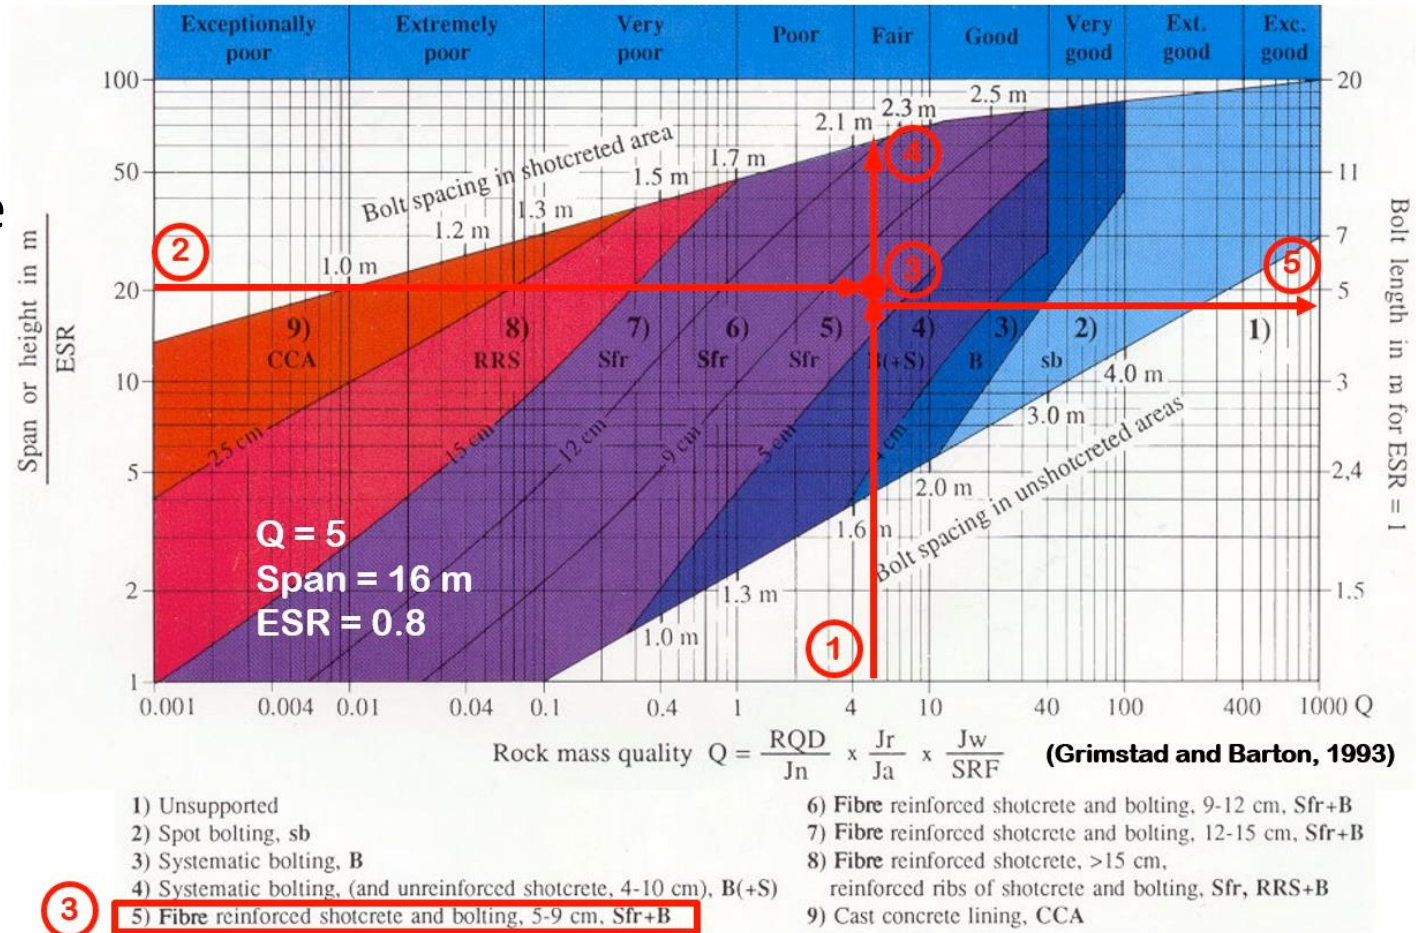 Exceptionally poor
Extremely poor
Very poor
Poor
Fair
Good
Very good
Ext. good
Exc. good
e
Span or height in m
ESR
100
50
20
10
5
2
1
20
11
7
5
3
2,4
1.5
Bolt length in m for ESR = 1
Bolt spacing in shotcreted area
1.0 m
1.2 m
1.3 m
1.5 m
1.7 m
2.1 m
2.3 m
2.5 m
2
4
3
5
1
9)
CCA
8)
RRS
7)
Sfr
6)
Sfr
5)
Sfr
4)
B(+S)
3)
B
2)
sb
1)
25 cm
15 cm
12 cm
9 cm
5 cm
4.0 m
3.0 m
2.0 m
1.6 m
1.3 m
1.0 m
Bolt spacing in unshotcreted areas
Q = 5
Span = 16 m
ESR = 0.8
0.001 0.004 0.01 0.04 0.1 0.4 1 4 10 40 100 400 1000 Q
Rock mass quality Q = RQD/Jn x Jr/Ja x Jw/SRF (Grimstad and Barton, 1993)
1) Unsupported
2) Spot bolting, sb
3) Systematic bolting, B
4) Systematic bolting, (and unreinforced shotcrete, 4-10 cm), B(+S)
3
5) Fibre reinforced shotcrete and bolting, 5-9 cm, Sfr+B
6) Fibre reinforced shotcrete and bolting, 9-12 cm, Sfr+B
7) Fibre reinforced shotcrete and bolting, 12-15 cm, Sfr+B
8) Fibre reinforced shotcrete, >15 cm,
reinforced ribs of shotcrete and bolting, Sfr, RRS+B
9) Cast concrete lining, CCA